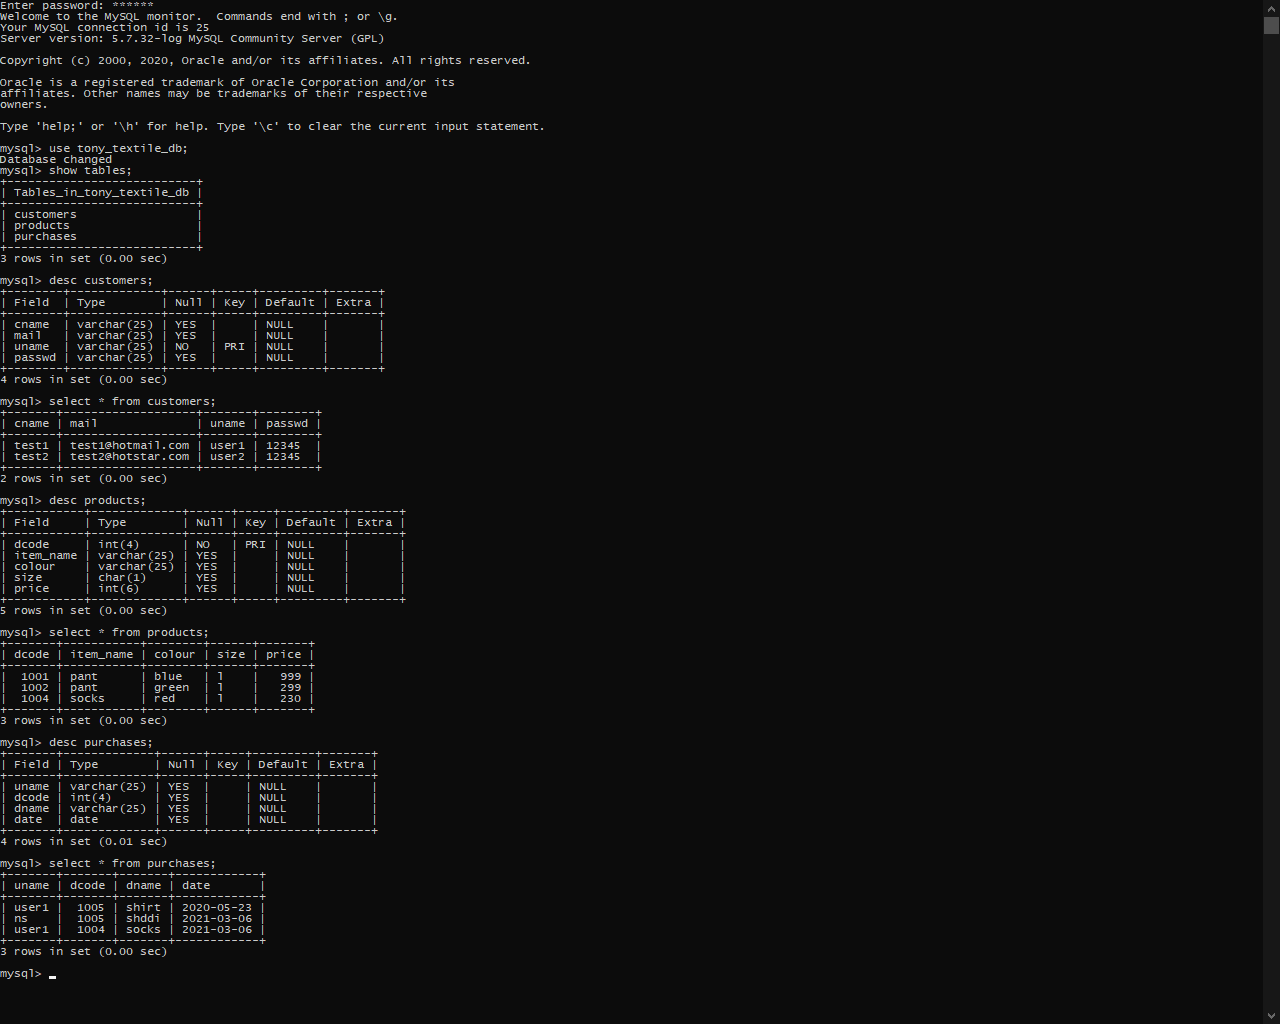 Enter password: ******
Welcome to the MySQL monitor.  Commands end with ; or \g.
Your MySQL connection id is 25
Server version: 5.7.32-log MySQL Community Server (GPL)

Copyright (c) 2000, 2020, Oracle and/or its affiliates. All rights reserved.

Oracle is a registered trademark of Oracle Corporation and/or its
affiliates. Other names may be trademarks of their respective
owners.

Type 'help;' or '\h' for help. Type '\c' to clear the current input statement.

mysql> use tony_textile_db;
Database changed
mysql> show tables;
+---------------------------+
| Tables_in_tony_textile_db |
+---------------------------+
| customers                 |
| products                  |
| purchases                 |
+---------------------------+
3 rows in set (0.00 sec)

mysql> desc customers;
+--------+-------------+------+-----+---------+-------+
| Field  | Type        | Null | Key | Default | Extra |
+--------+-------------+------+-----+---------+-------+
| cname  | varchar(25) | YES  |     | NULL    |       |
| mail   | varchar(25) | YES  |     | NULL    |       |
| uname  | varchar(25) | NO   | PRI | NULL    |       |
| passwd | varchar(25) | YES  |     | NULL    |       |
+--------+-------------+------+-----+---------+-------+
4 rows in set (0.00 sec)

mysql> select * from customers;
+-------+-------------------+-------+--------+
| cname | mail              | uname | passwd |
+-------+-------------------+-------+--------+
| test1 | test1@hotmail.com | user1 | 12345  |
| test2 | test2@hotstar.com | user2 | 12345  |
+-------+-------------------+-------+--------+
2 rows in set (0.00 sec)

mysql> desc products;
+-----------+-------------+------+-----+---------+-------+
| Field     | Type        | Null | Key | Default | Extra |
+-----------+-------------+------+-----+---------+-------+
| dcode     | int(4)      | NO   | PRI | NULL    |       |
| item_name | varchar(25) | YES  |     | NULL    |       |
| colour    | varchar(25) | YES  |     | NULL    |       |
| size      | char(1)     | YES  |     | NULL    |       |
| price     | int(6)      | YES  |     | NULL    |       |
+-----------+-------------+------+-----+---------+-------+
5 rows in set (0.00 sec)

mysql> select * from products;
+-------+-----------+--------+------+-------+
| dcode | item_name | colour | size | price |
+-------+-----------+--------+------+-------+
|  1001 | pant      | blue   | l    |   999 |
|  1002 | pant      | green  | l    |   299 |
|  1004 | socks     | red    | l    |   230 |
+-------+-----------+--------+------+-------+
3 rows in set (0.00 sec)

mysql> desc purchases;
+-------+-------------+------+-----+---------+-------+
| Field | Type        | Null | Key | Default | Extra |
+-------+-------------+------+-----+---------+-------+
| uname | varchar(25) | YES  |     | NULL    |       |
| dcode | int(4)      | YES  |     | NULL    |       |
| dname | varchar(25) | YES  |     | NULL    |       |
| date  | date        | YES  |     | NULL    |       |
+-------+-------------+------+-----+---------+-------+
4 rows in set (0.01 sec)

mysql> select * from purchases;
+-------+-------+-------+------------+
| uname | dcode | dname | date       |
+-------+-------+-------+------------+
| user1 |  1005 | shirt | 2020-05-23 |
| ns    |  1005 | shddi | 2021-03-06 |
| user1 |  1004 | socks | 2021-03-06 |
+-------+-------+-------+------------+
3 rows in set (0.00 sec)

mysql>